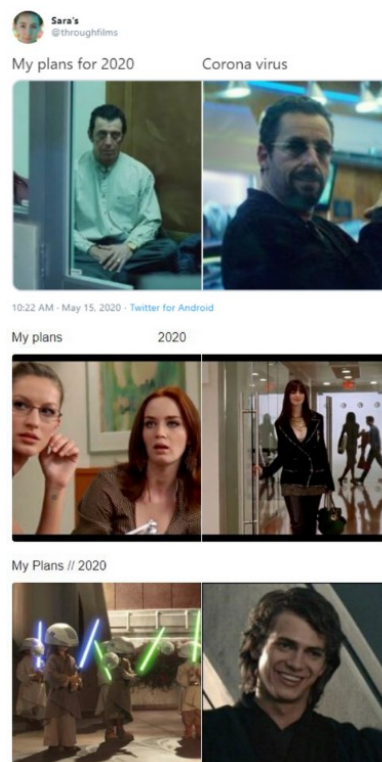 Sara's
@throughfilms
My plans for 2020 Corona virus
10:22 AM · May 15, 2020 · Twitter for Android
My plans 2020
My Plans // 2020